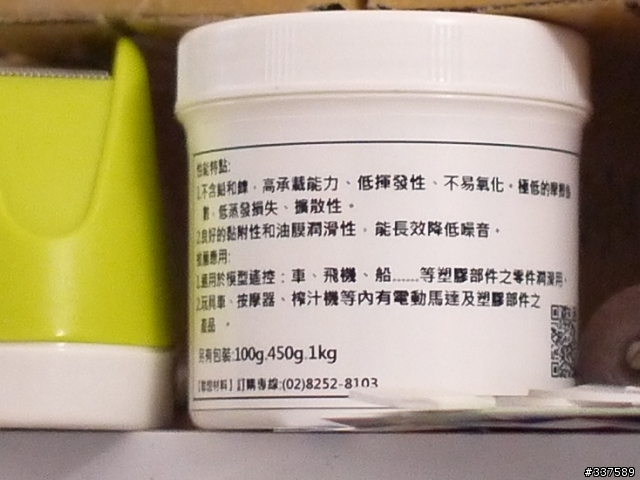 性能特點:
1.不含鉛和鎳、高承載能力、低揮發性、不易氧化、極低的摩擦係
數、低蒸發損失、擴散性。
2.良好的黏附性和油膜潤滑性，能長效降低噪音。
推薦應用:
1.適用於模型遙控：車、飛機、船......等塑膠部件之零件潤滑用。
2.玩具車、按摩器、榨汁機等內有電動馬達及塑膠部件之
產品 。
另有包裝:100g,450g,1kg
材料】訂購專線:(02)8252-8103
#337589